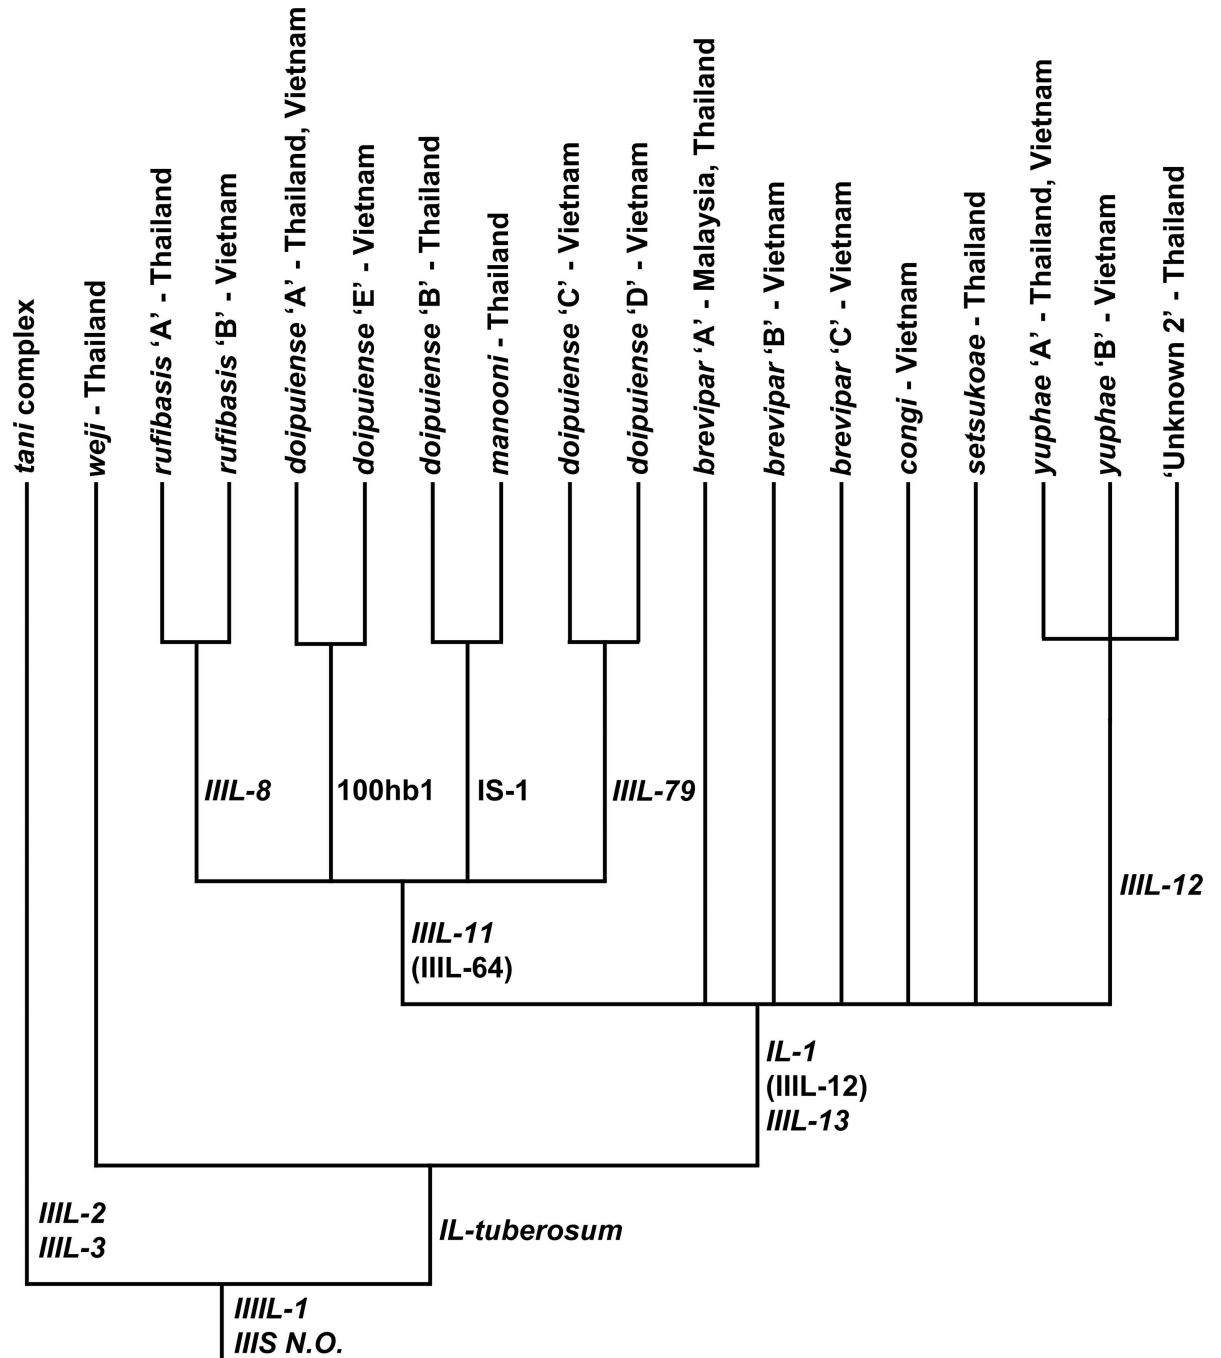 tani complex
weji - Thailand
rufibasis ‘A’ - Thailand
rufibasis ‘B’ - Vietnam
doipuiense ‘A’ - Thailand, Vietnam
doipuiense ‘E’ - Vietnam
doipuiense ‘B’ - Thailand
manooni - Thailand
doipuiense ‘C’ - Vietnam
doipuiense ‘D’ - Vietnam
brevipar ‘A’ - Malaysia, Thailand
brevipar ‘B’ - Vietnam
brevipar ‘C’ - Vietnam
congi - Vietnam
setsukoae - Thailand
yuphae ‘A’ - Thailand, Vietnam
yuphae ‘B’ - Vietnam
‘Unknown 2’ - Thailand
IIIL-8
100hb1
IS-1
IIIL-79
IIIL-12
IIIL-11
(IIIL-64)
IL-1
(IIIL-12)
IIIL-13
IIIL-2
IIIL-3
IL-tuberosum
IIIIL-1
IIIS N.O.